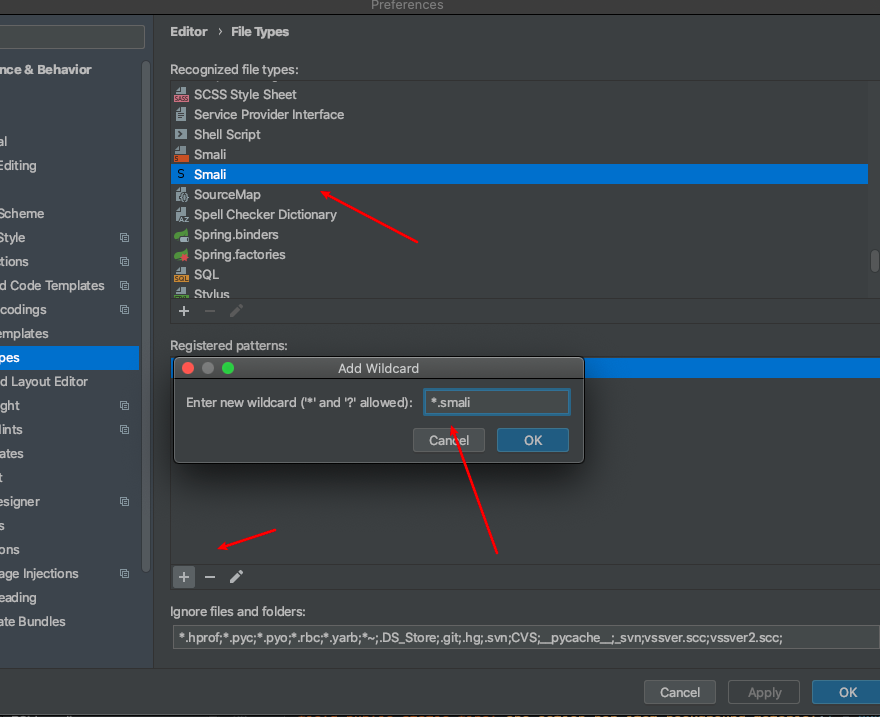 Preferences
Editor › File Types
nce & Behavior
Recognized file types:
SCSS Style Sheet
Service Provider Interface
al
Shell Script
Smali
Editing
Smali
SourceMap
Scheme
Spell Checker Dictionary
Style
Spring.binders
tions
Spring.factories
d Code Templates
SQL
codings
Stylus
emplates
Registered patterns:
pes
Add Wildcard
d Layout Editor
ght
Enter new wildcard ('*' and '?' allowed): *.smali
ints
Cancel OK
ates
t
esigner
s
ons
age Injections
eading
Ignore files and folders:
ate Bundles
*.hprof;*.pyc;*.pyo;*.rbc;*.yarb;*~;.DS_Store;.git;.hg;.svn;CVS;__pycache__;_svn;vssver.scc;vssver2.scc;
Cancel Apply OK